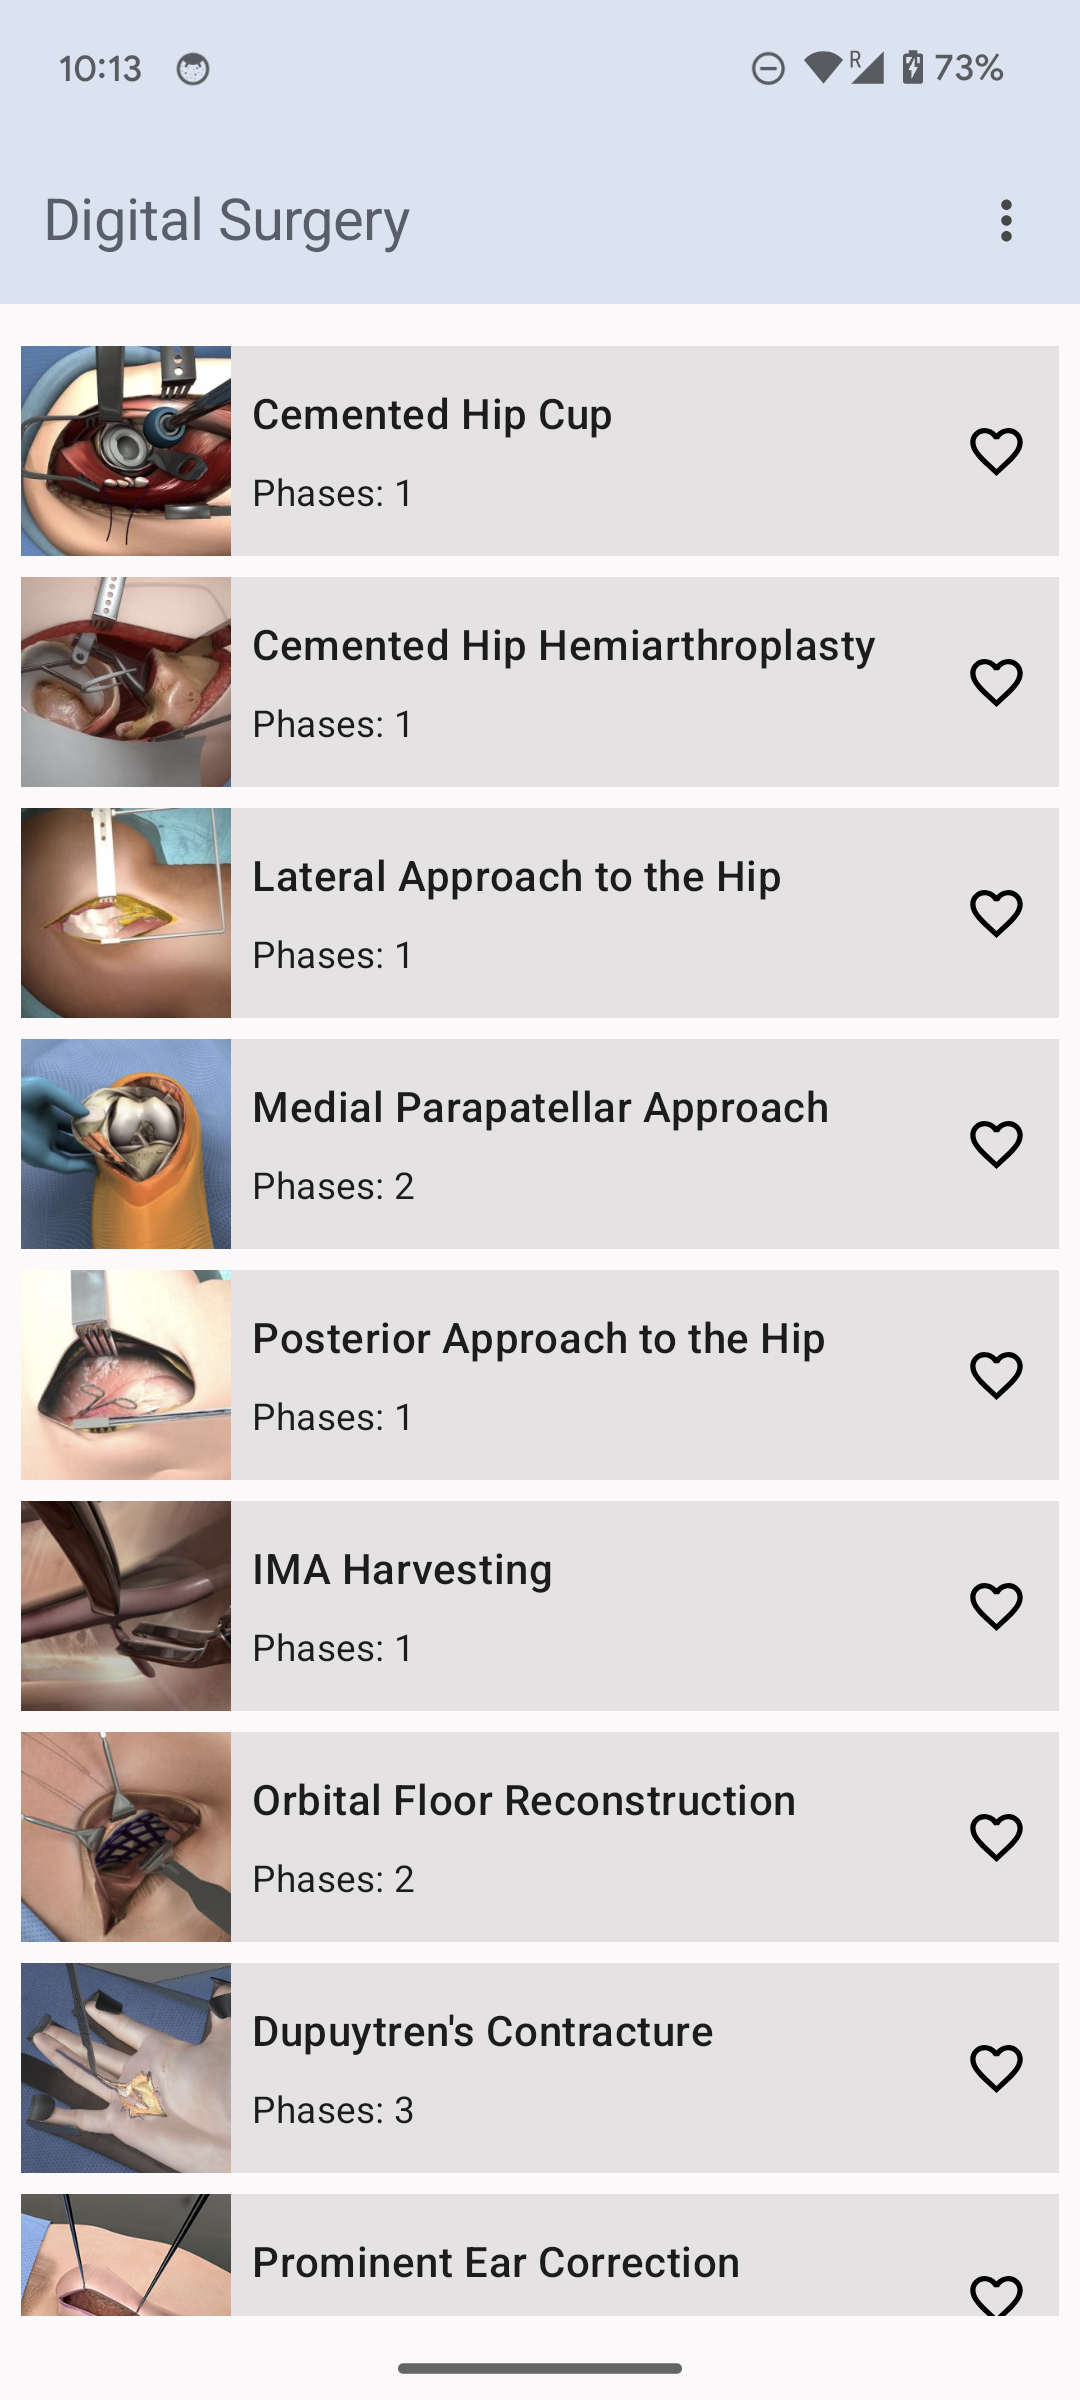 10:13
R
73%
Digital Surgery
Cemented Hip Cup
Phases: 1
Cemented Hip Hemiarthroplasty
Phases: 1
Lateral Approach to the Hip
Phases: 1
Medial Parapatellar Approach
Phases: 2
Posterior Approach to the Hip
Phases: 1
IMA Harvesting
Phases: 1
Orbital Floor Reconstruction
Phases: 2
Dupuytren's Contracture
Phases: 3
Prominent Ear Correction